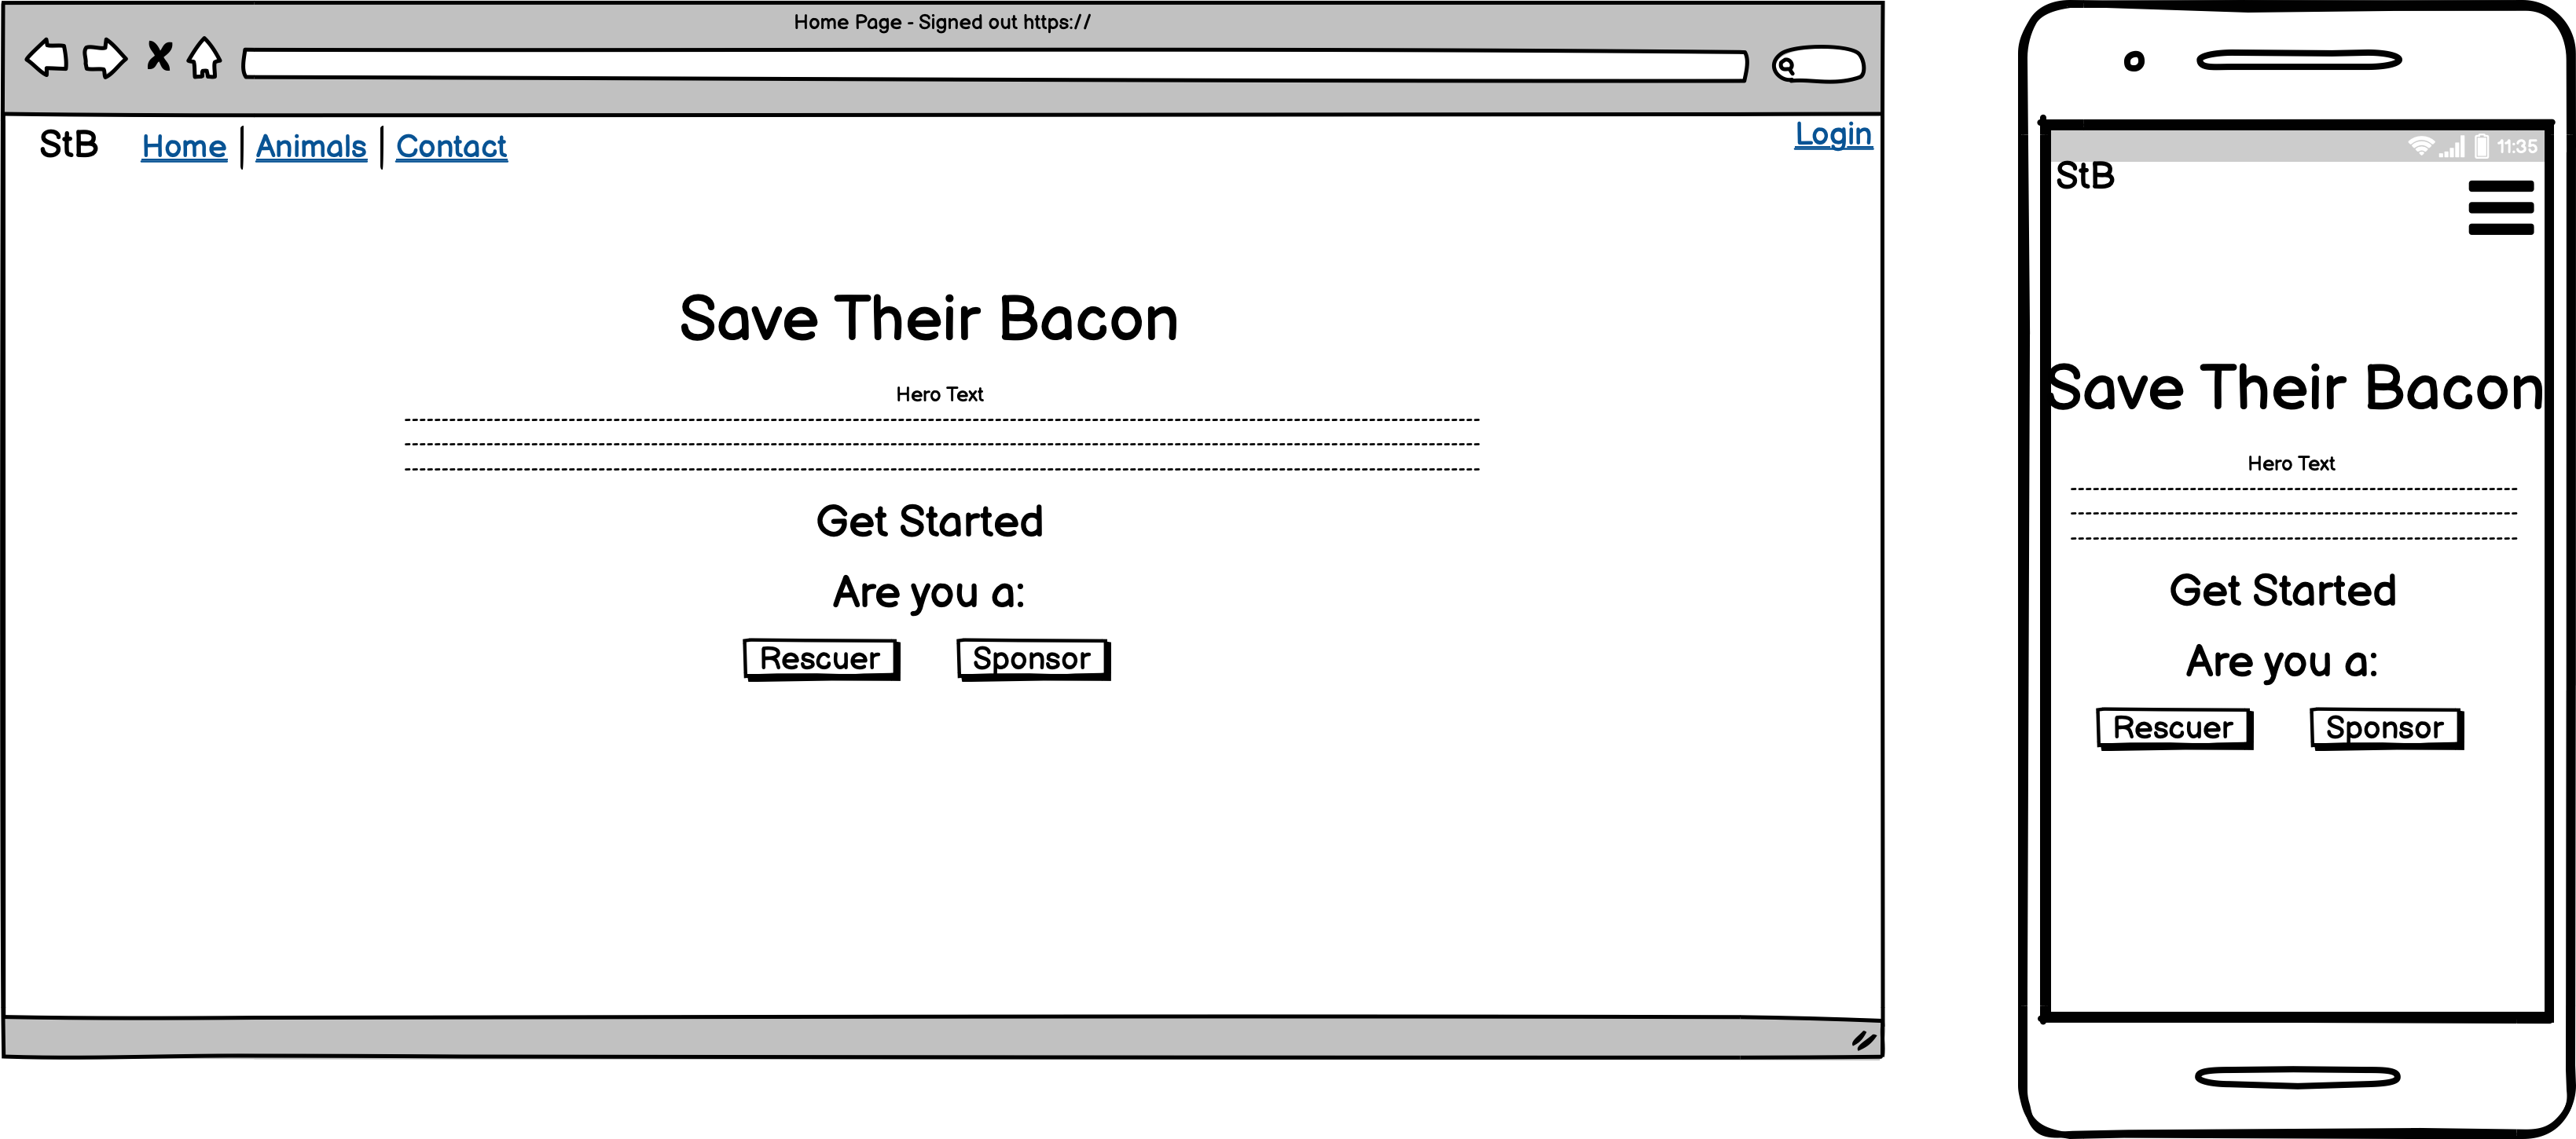 Home Page - Signed out https://
StB Home Animals Contact Login
Save Their Bacon
Hero Text
Get Started
Are you a:
Rescuer Sponsor
11:35
StB
Save Their Bacon
Hero Text
Get Started
Are you a:
Rescuer Sponsor